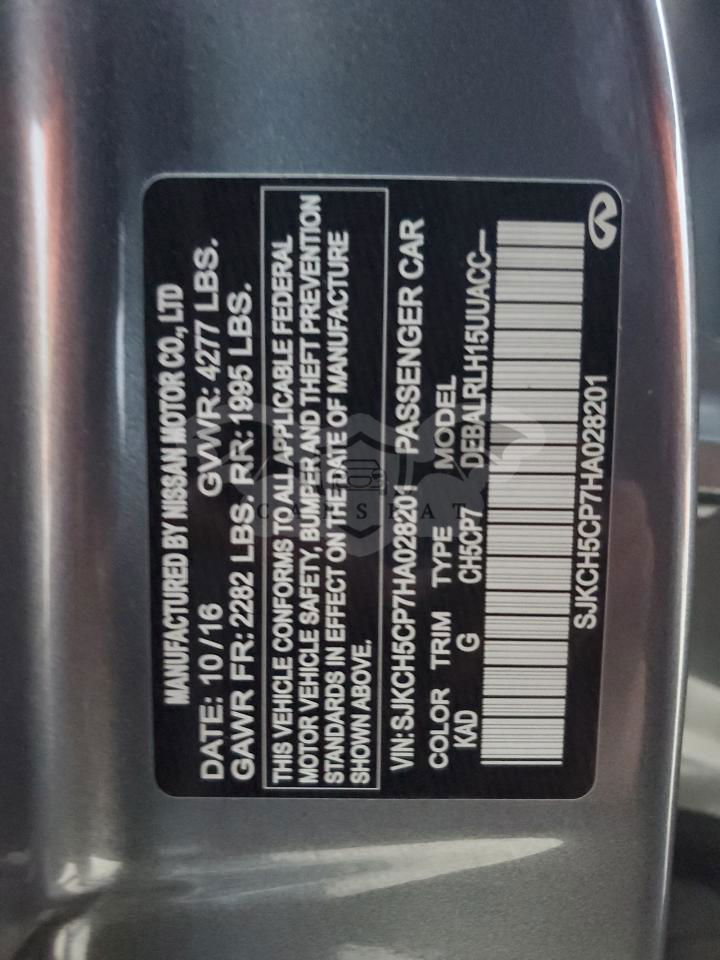 MANUFACTURED BY NISSAN MOTOR CO.,LTD
DATE: 10/16 GVWR: 4277 LBS.
GAWR FR: 2282 LBS. RR: 1995 LBS.
THIS VEHICLE CONFORMS TO ALL APPLICABLE FEDERAL
MOTOR VEHICLE SAFETY, BUMPER AND THEFT PREVENTION
STANDARDS IN EFFECT ON THE DATE OF MANUFACTURE
SHOWN ABOVE.
VIN: SJKCH5CP7HA028201 PASSENGER CAR
COLOR TRIM TYPE MODEL
KAD G CH5CP7 DEBALRLH15UUACC—
SJKCH5CP7HA028201
CARSEAT